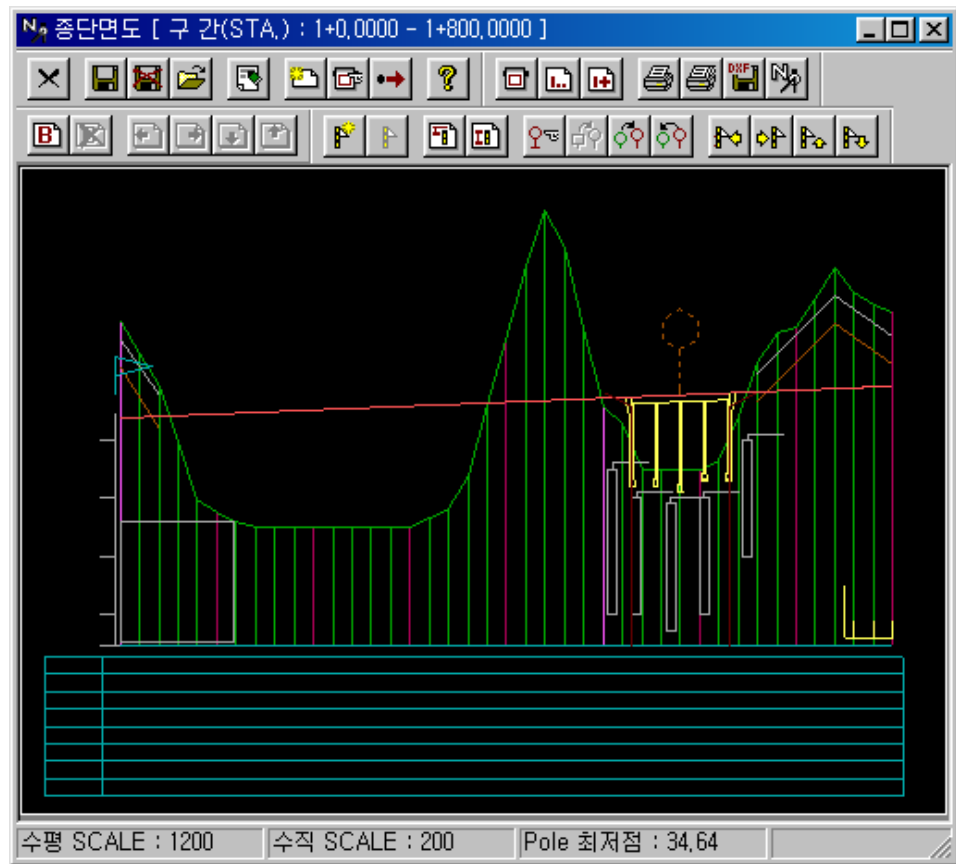 종단면도 [ 구 간(STA,) : 1+0,0000 - 1+800,0000 ]
DXF
B
수평 SCALE : 1200
수직 SCALE : 200
Pole 최저점 : 34,64